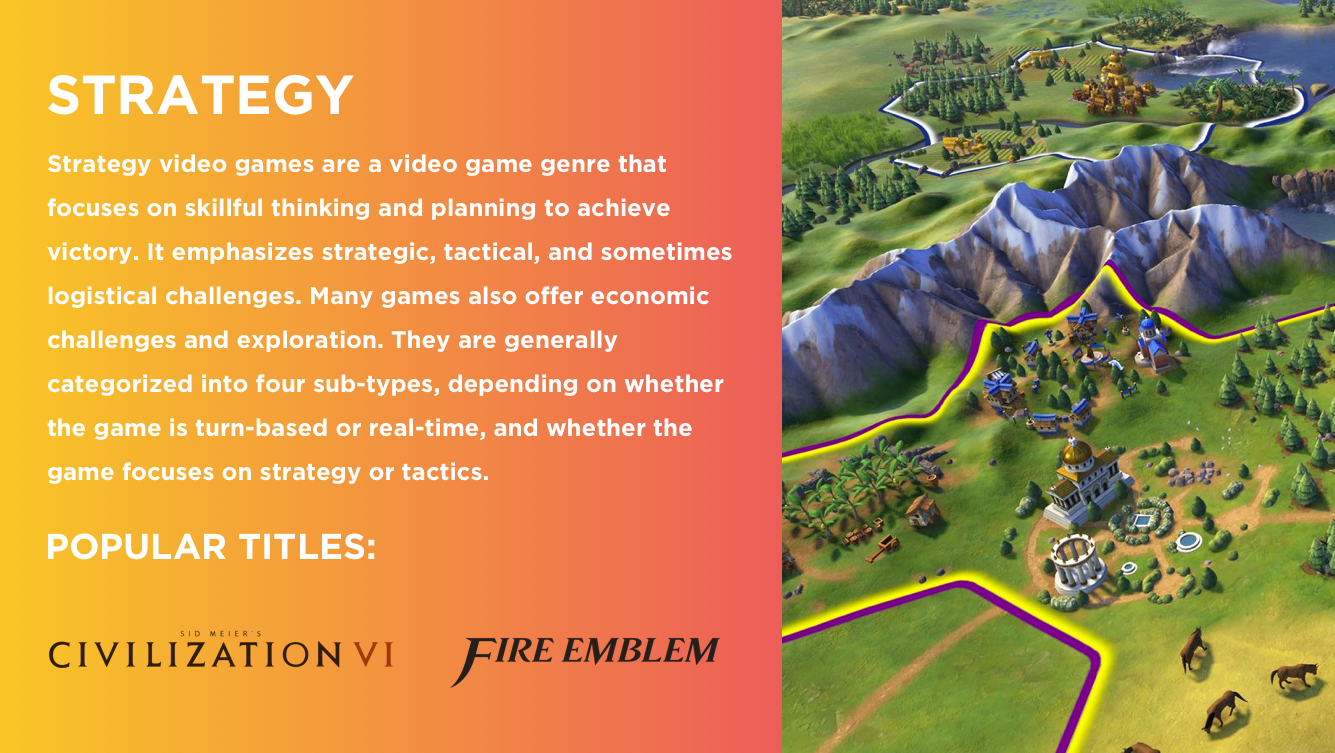 STRATEGY
Strategy video games are a video game genre that
focuses on skillful thinking and planning to achieve
victory. It emphasizes strategic, tactical, and sometimes
logistical challenges. Many games also offer economic
challenges and exploration. They are generally
categorized into four sub-types, depending on whether
the game is turn-based or real-time, and whether the
game focuses on strategy or tactics.
POPULAR TITLES:
SID MEIER'S
CIVILIZATION VI
FIRE EMBLEM